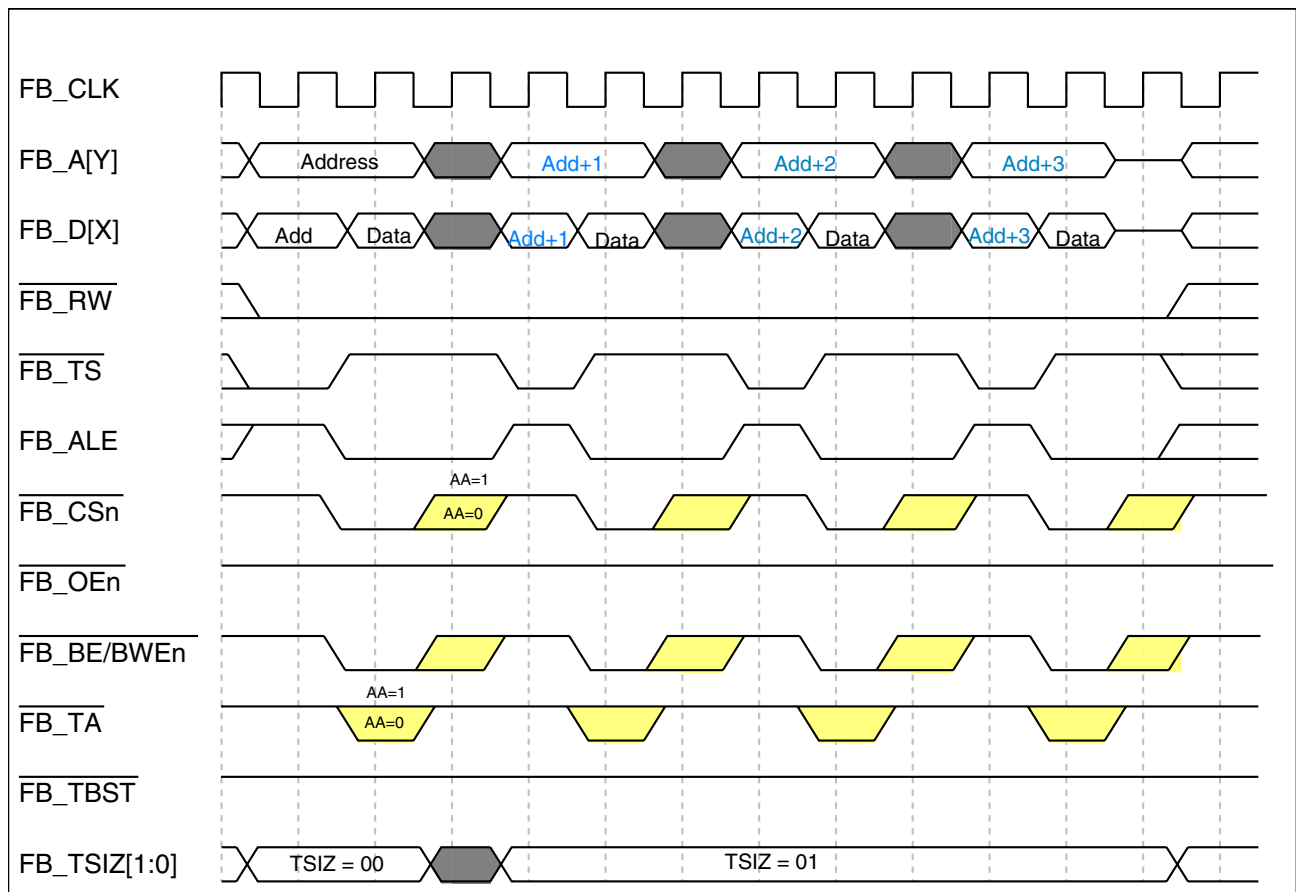 FB_CLK
FB_A[Y] Address Add+1 Add+2 Add+3
FB_D[X] Add Data Add+1 Data Add+2 Data Add+3 Data
FB_RW
FB_TS
FB_ALE
AA=1
FB_CSn AA=0
FB_OEn
FB_BE/BWEn
AA=1
FB_TA AA=0
FB_TBST
FB_TSIZ[1:0] TSIZ = 00 TSIZ = 01